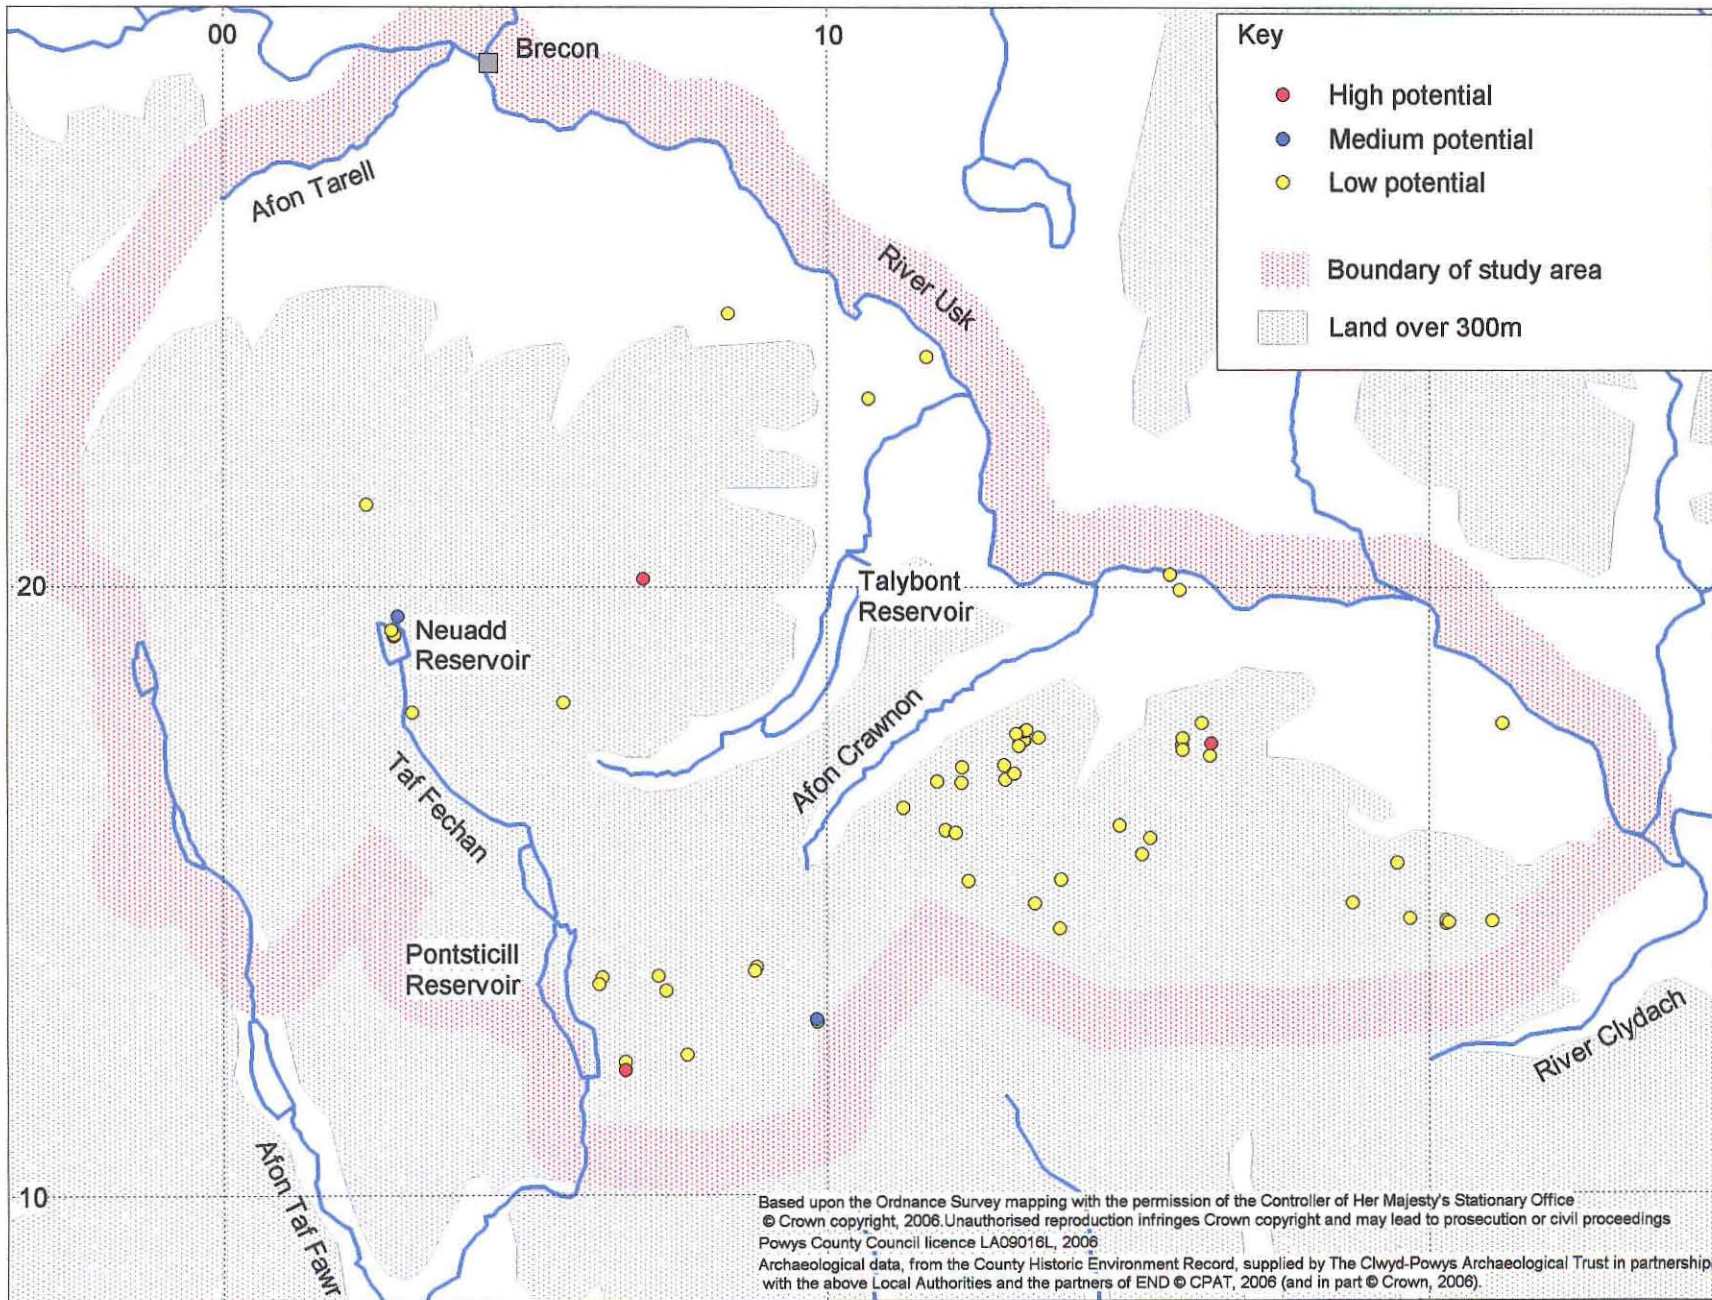 00
10
Brecon
Key
High potential
Medium potential
Low potential
Boundary of study area
Land over 300m
Afon Tarell
River Usk
20
Talybont
Reservoir
Neuadd
Reservoir
Afon Crawnon
Taf Fechan
Pontsticill
Reservoir
River Clydach
Afon Taf Fawr
10
Based upon the Ordnance Survey mapping with the permission of the Controller of Her Majesty's Stationary Office
© Crown copyright, 2006.Unauthorised reproduction infringes Crown copyright and may lead to prosecution or civil proceedings
Powys County Council licence LA09016L, 2006
Archaeological data, from the County Historic Environment Record, supplied by The Clwyd-Powys Archaeological Trust in partnership
with the above Local Authorities and the partners of END © CPAT, 2006 (and in part © Crown, 2006).